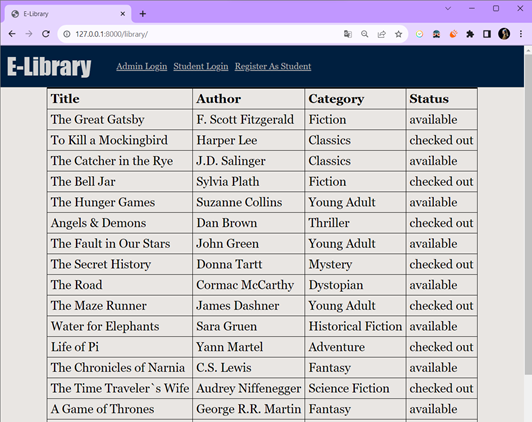 E-Library
127.0.0.1:8000/library/
E-Library Admin Login Student Login Register As Student
Title Author Category Status
The Great Gatsby F. Scott Fitzgerald Fiction available
To Kill a Mockingbird Harper Lee Classics checked out
The Catcher in the Rye J.D. Salinger Classics available
The Bell Jar Sylvia Plath Fiction checked out
The Hunger Games Suzanne Collins Young Adult available
Angels & Demons Dan Brown Thriller checked out
The Fault in Our Stars John Green Young Adult available
The Secret History Donna Tartt Mystery checked out
The Road Cormac McCarthy Dystopian available
The Maze Runner James Dashner Young Adult checked out
Water for Elephants Sara Gruen Historical Fiction available
Life of Pi Yann Martel Adventure checked out
The Chronicles of Narnia C.S. Lewis Fantasy available
The Time Traveler`s Wife Audrey Niffenegger Science Fiction checked out
A Game of Thrones George R.R. Martin Fantasy available